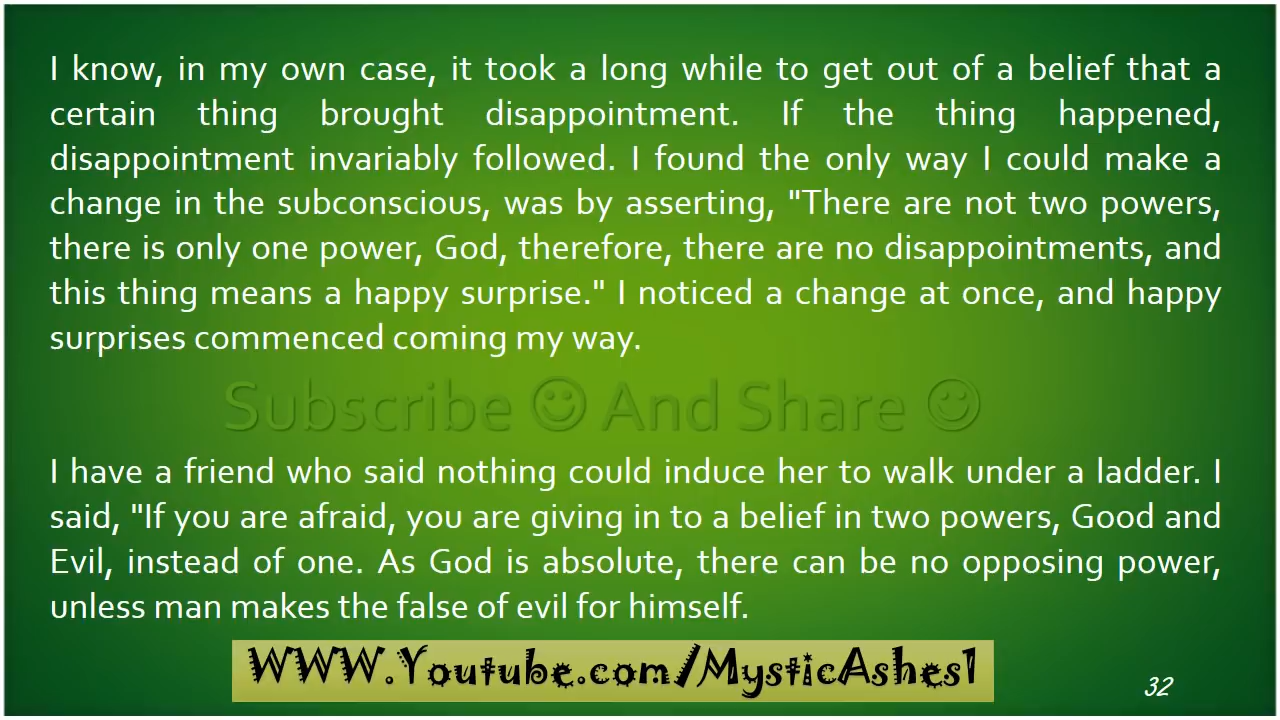 I know, in my own case, it took a long while to get out of a belief that a
certain thing brought disappointment. If the thing happened,
disappointment invariably followed. I found the only way I could make a
change in the subconscious, was by asserting, "There are not two powers,
there is only one power, God, therefore, there are no disappointments, and
this thing means a happy surprise." I noticed a change at once, and happy
surprises commenced coming my way.
Subscribe ☺ And Share ☺
I have a friend who said nothing could induce her to walk under a ladder. I
said, "If you are afraid, you are giving in to a belief in two powers, Good and
Evil, instead of one. As God is absolute, there can be no opposing power,
unless man makes the false of evil for himself.
WWW.Youtube.com/MysticAshes1
32